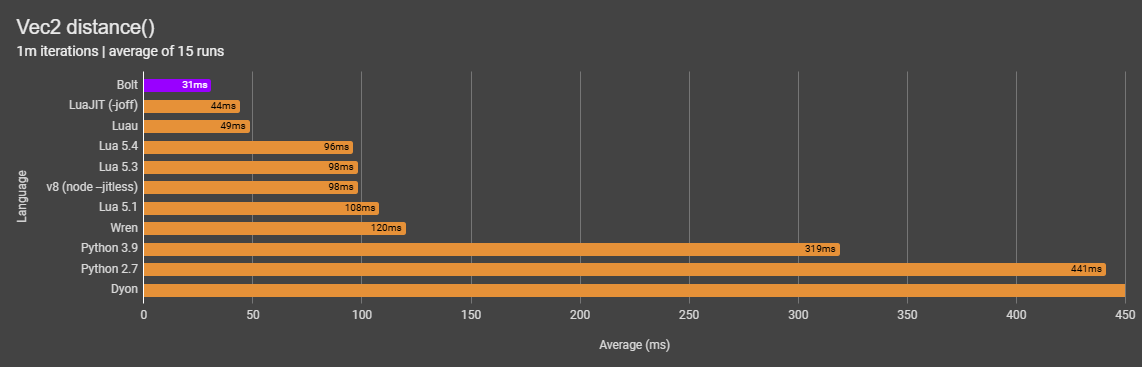 Vec2 distance()
1m iterations | average of 15 runs
Language
Bolt 31ms
LuaJIT (-joff) 44ms
Luau 49ms
Lua 5.4 96ms
Lua 5.3 98ms
v8 (node --jitless) 98ms
Lua 5.1 108ms
Wren 120ms
Python 3.9 319ms
Python 2.7 441ms
Dyon
0 50 100 150 200 250 300 350 400 450
Average (ms)